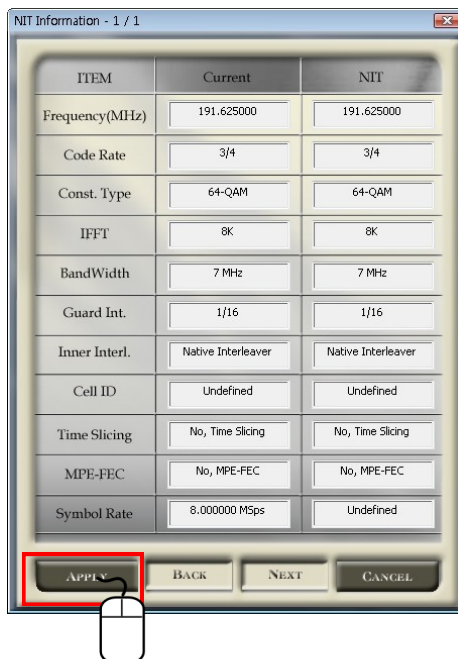 NIT Information - 1 / 1
ITEM Current NIT
Frequency(MHz) 191.625000 191.625000
Code Rate 3/4 3/4
Const. Type 64-QAM 64-QAM
IFFT 8K 8K
BandWidth 7 MHz 7 MHz
Guard Int. 1/16 1/16
Inner Interl. Native Interleaver Native Interleaver
Cell ID Undefined Undefined
Time Slicing No, Time Slicing No, Time Slicing
MPE-FEC No, MPE-FEC No, MPE-FEC
Symbol Rate 8.000000 MSps Undefined
APPLY BACK NEXT CANCEL